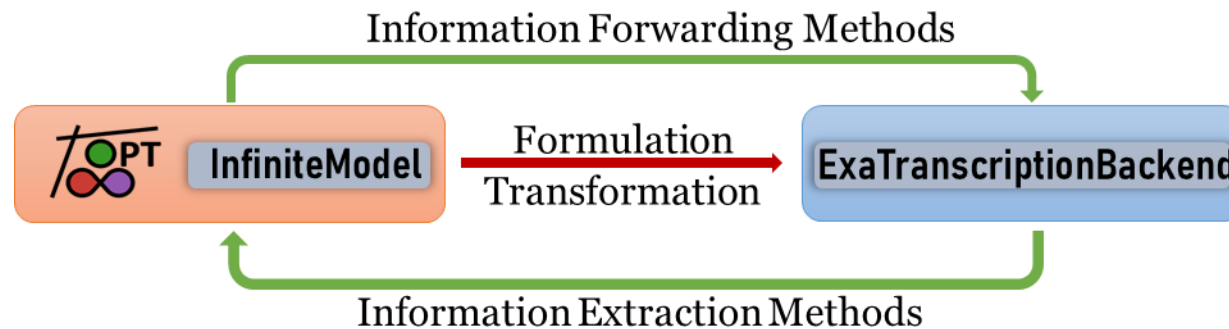 Information Forwarding Methods
OPT InfiniteModel
Formulation
Transformation
ExaTranscriptionBackend
Information Extraction Methods